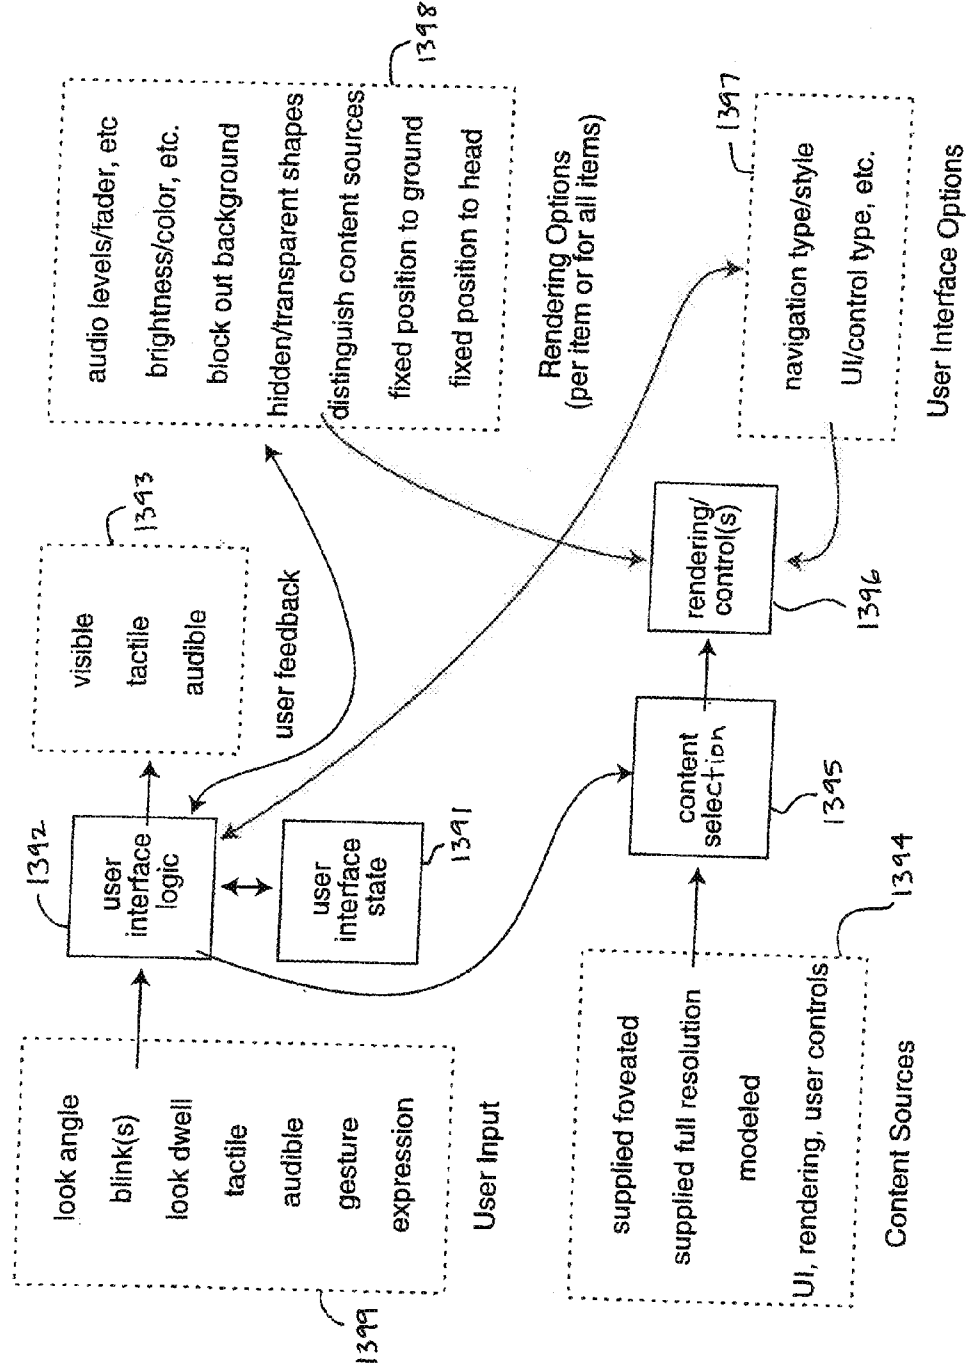 1399
look angle
blink(s)
look dwell
tactile
audible
gesture
expression
User Input
1392
user
interface
logic
user
interface
state
1391
visible
tactile
audible
1393
user feedback
audio levels/fader, etc
brightness/color, etc.
block out background
hidden/transparent shapes
distinguish content sources
fixed position to ground
fixed position to head
1398
Rendering Options
(per item or for all items)
supplied foveated
supplied full resolution
modeled
UI, rendering, user controls
1394
Content Sources
content
selection
1395
rendering/
control(s)
1396
1397
navigation type/style
UI/control type, etc.
User Interface Options